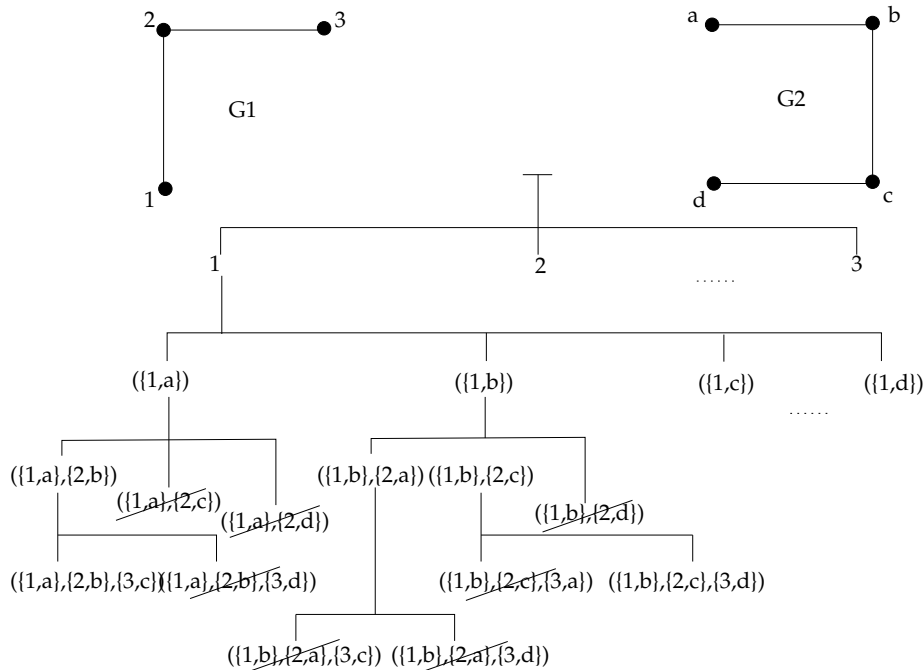 2 3 a b
G1 G2
1 d c
1 2 3
......
({1,a}) ({1,b}) ({1,c}) ({1,d})
......
({1,a},{2,b}) ({1,a},{2,c}) ({1,a},{2,d}) ({1,b},{2,a}) ({1,b},{2,c}) ({1,b},{2,d})
({1,a},{2,b},{3,c}) ({1,a},{2,b},{3,d}) ({1,b},{2,c},{3,a}) ({1,b},{2,c},{3,d})
({1,b},{2,a},{3,c}) ({1,b},{2,a},{3,d})